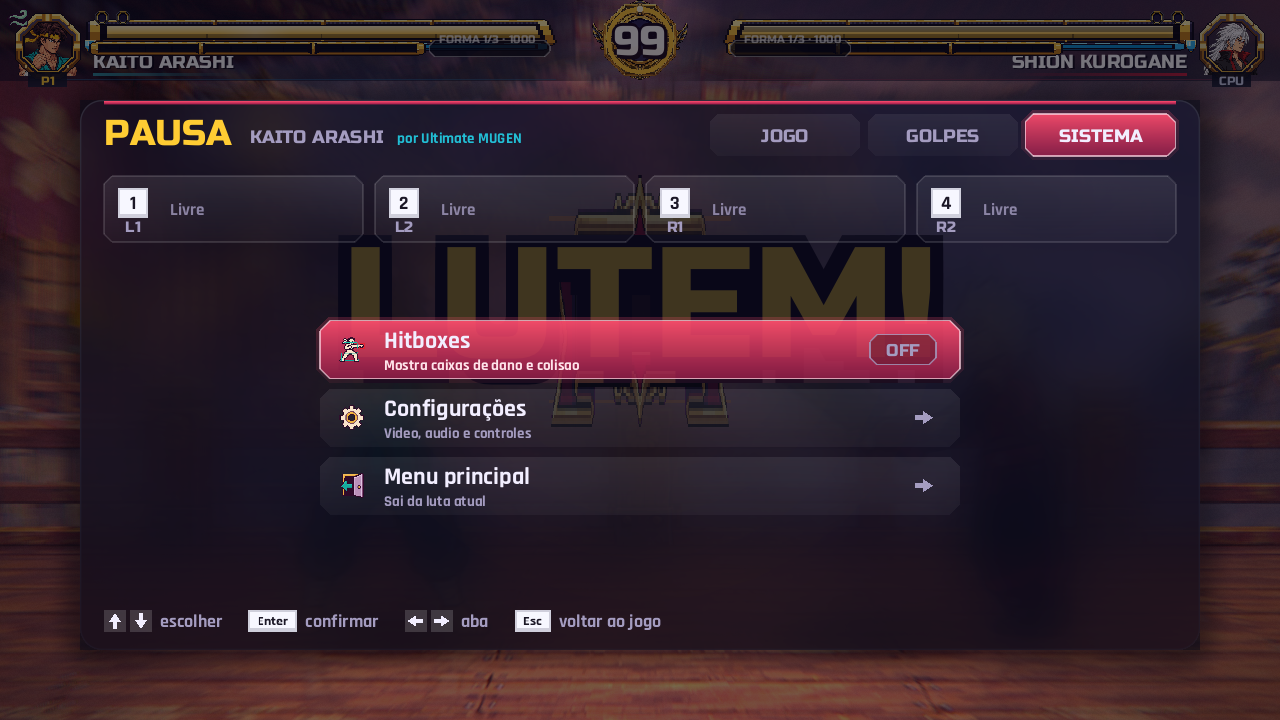 FORMA 1/3 · 1000
99
FORMA 1/3 · 1000
KAITO ARASHI
SHION KUROGANE
P1
CPU
PAUSA KAITO ARASHI por Ultimate MUGEN
JOGO
GOLPES
SISTEMA
1 Livre
L1
2 Livre
L2
3 Livre
R1
4 Livre
R2
LUTEM!
Hitboxes
Mostra caixas de dano e colisao
OFF
Configurações
Video, audio e controles
Menu principal
Sai da luta atual
escolher Enter confirmar aba Esc voltar ao jogo